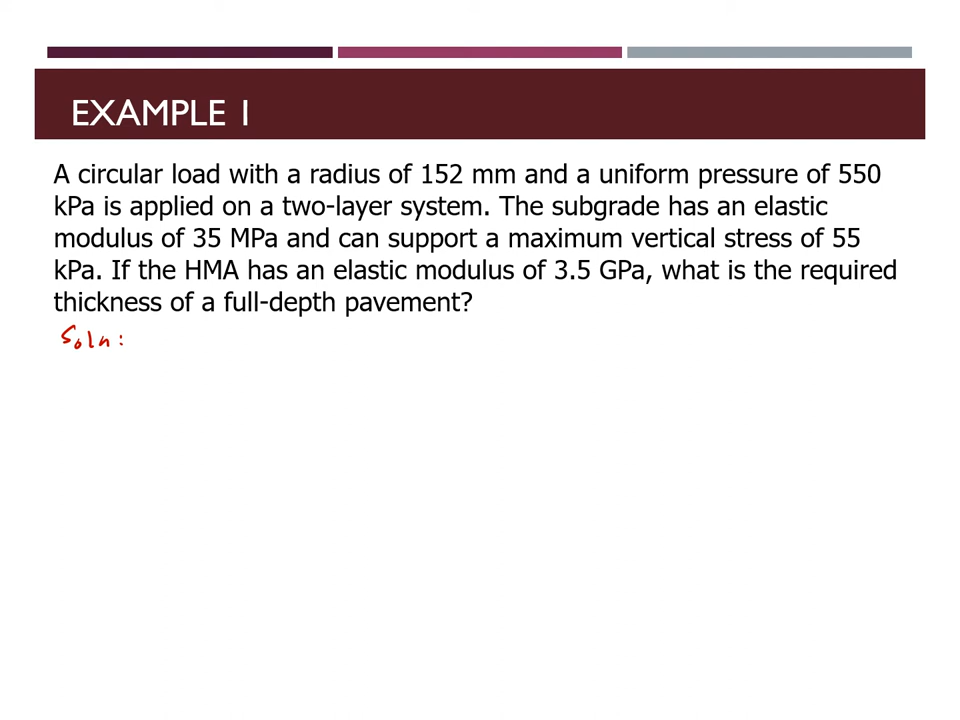 EXAMPLE 1
A circular load with a radius of 152 mm and a uniform pressure of 550
kPa is applied on a two-layer system. The subgrade has an elastic
modulus of 35 MPa and can support a maximum vertical stress of 55
kPa. If the HMA has an elastic modulus of 3.5 GPa, what is the required
thickness of a full-depth pavement?
Soln: